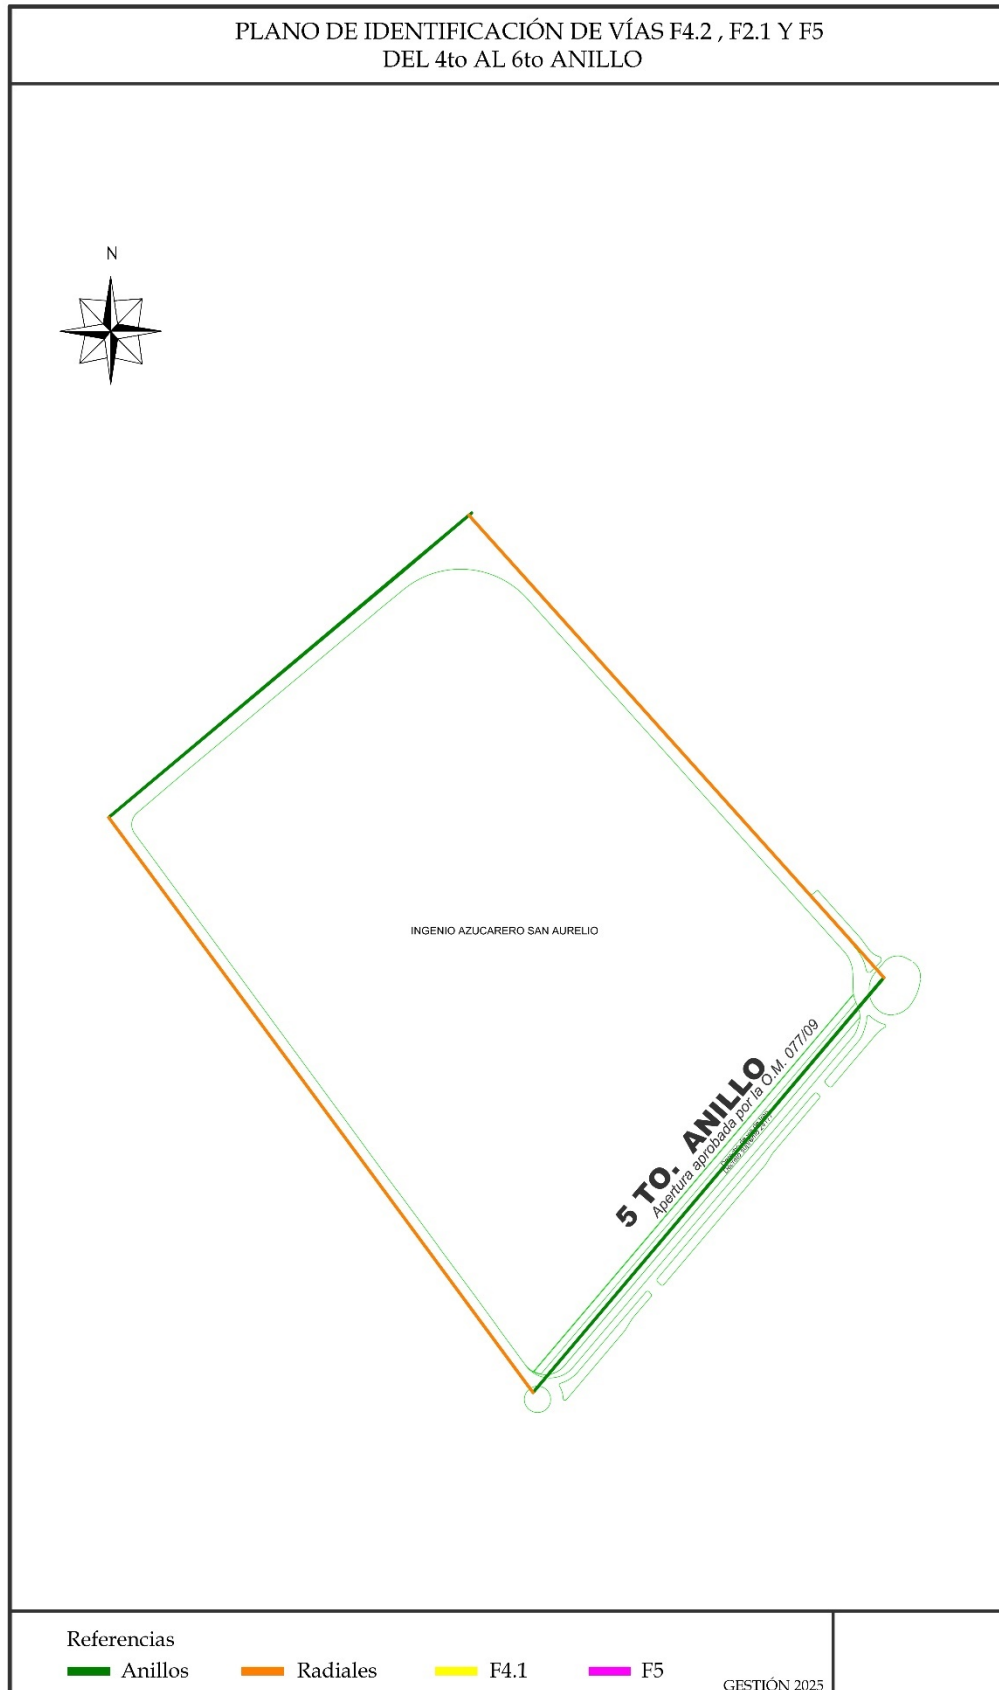 PLANO DE IDENTIFICACIÓN DE VÍAS F4.2 , F2.1 Y F5
DEL 4to AL 6to ANILLO
N
INGENIO AZUCARERO SAN AURELIO
5 TO. ANILLO
Apertura aprobada por la O.M. 077/09
Referencias
Anillos
Radiales
F4.1
F5
GESTIÓN 2025